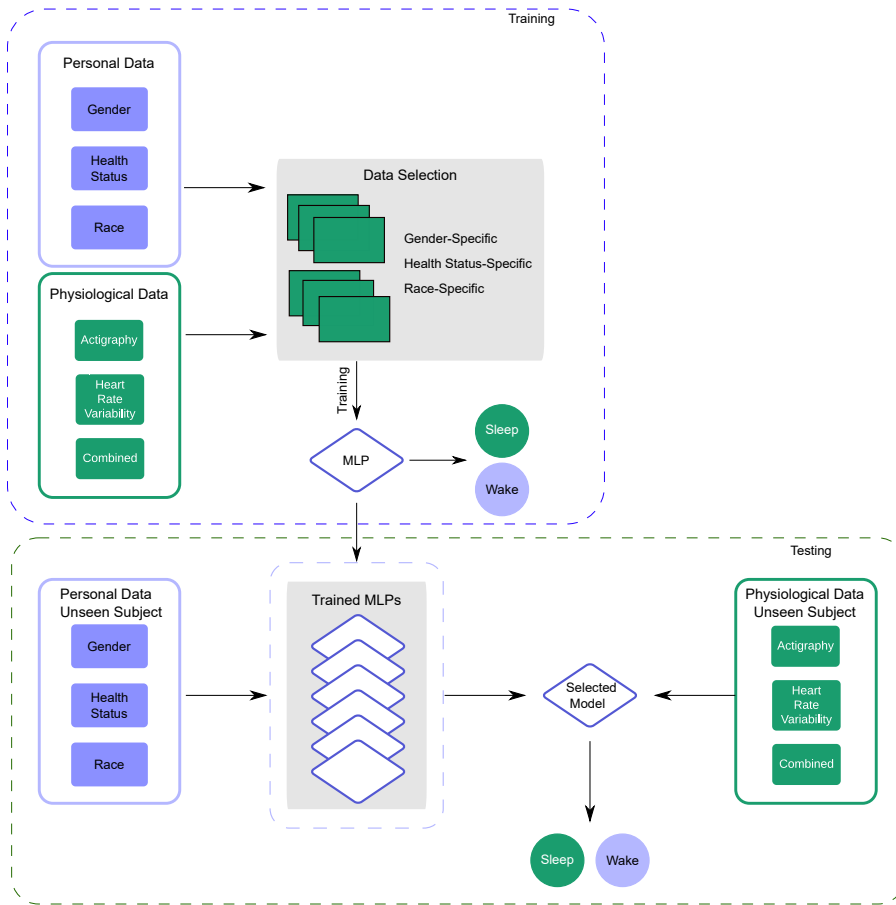 Training
Personal Data
Gender
Health
Status
Race
Physiological Data
Actigraphy
Heart
Rate
Variability
Combined
Data Selection
Gender-Specific
Health Status-Specific
Race-Specific
Training
MLP
Sleep
Wake
Testing
Personal Data
Unseen Subject
Gender
Health
Status
Race
Trained MLPs
Selected
Model
Physiological Data
Unseen Subject
Actigraphy
Heart
Rate
Variability
Combined
Sleep
Wake